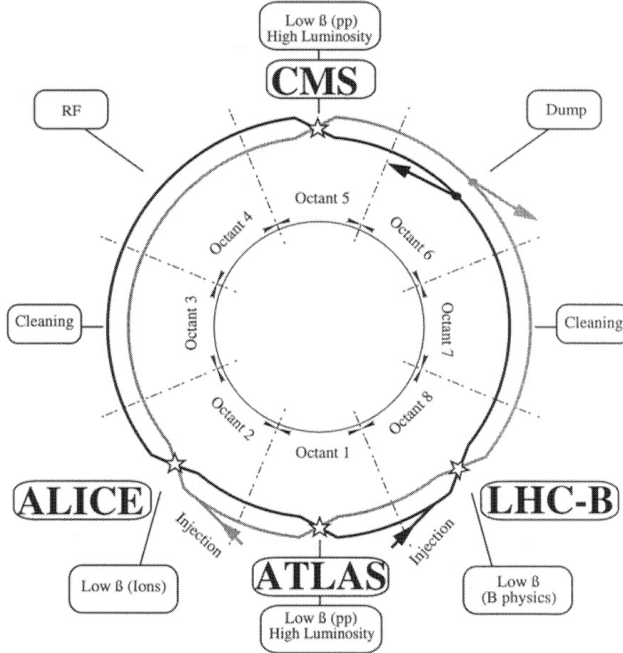 Low ß (pp)
High Luminosity
CMS
RF
Dump
Octant 5
Octant 4
Octant 6
Cleaning
Octant 3
Octant 7
Cleaning
Octant 2
Octant 8
Octant 1
ALICE
LHC-B
Injection
Injection
ATLAS
Low ß (Ions)
Low ß
(B physics)
Low ß (pp)
High Luminosity